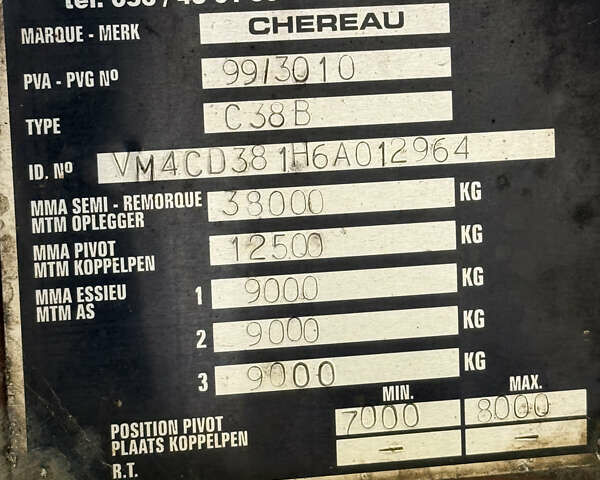 MARQUE - MERK CHEREAU
PVA - PVG Nº 99/3010
TYPE C38B
ID. Nº VM4CD381H6A012964
MMA SEMI - REMORQUE 38000 KG
MTM OPLEGGER
MMA PIVOT 12500 KG
MTM KOPPELPEN
MMA ESSIEU 1 9000 KG
MTM AS
2 9000 KG
3 9000 KG
MIN. MAX.
POSITION PIVOT 7000 8000
PLAATS KOPPELPEN — —
R.T.